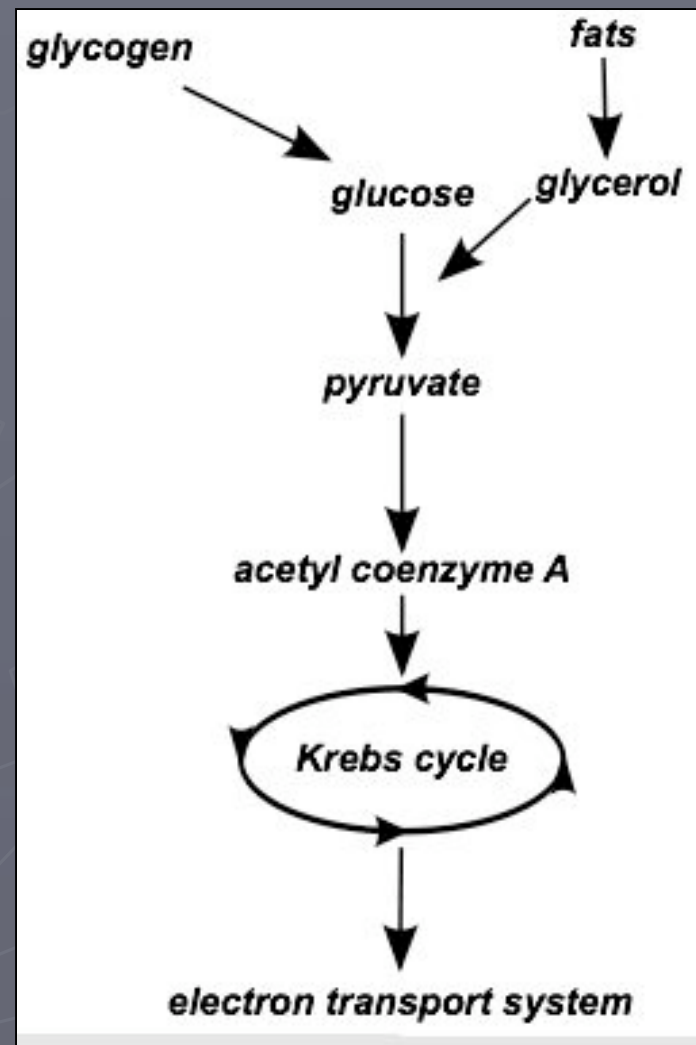 glycogen
fats
glucose
glycerol
pyruvate
acetyl coenzyme A
Krebs cycle
electron transport system